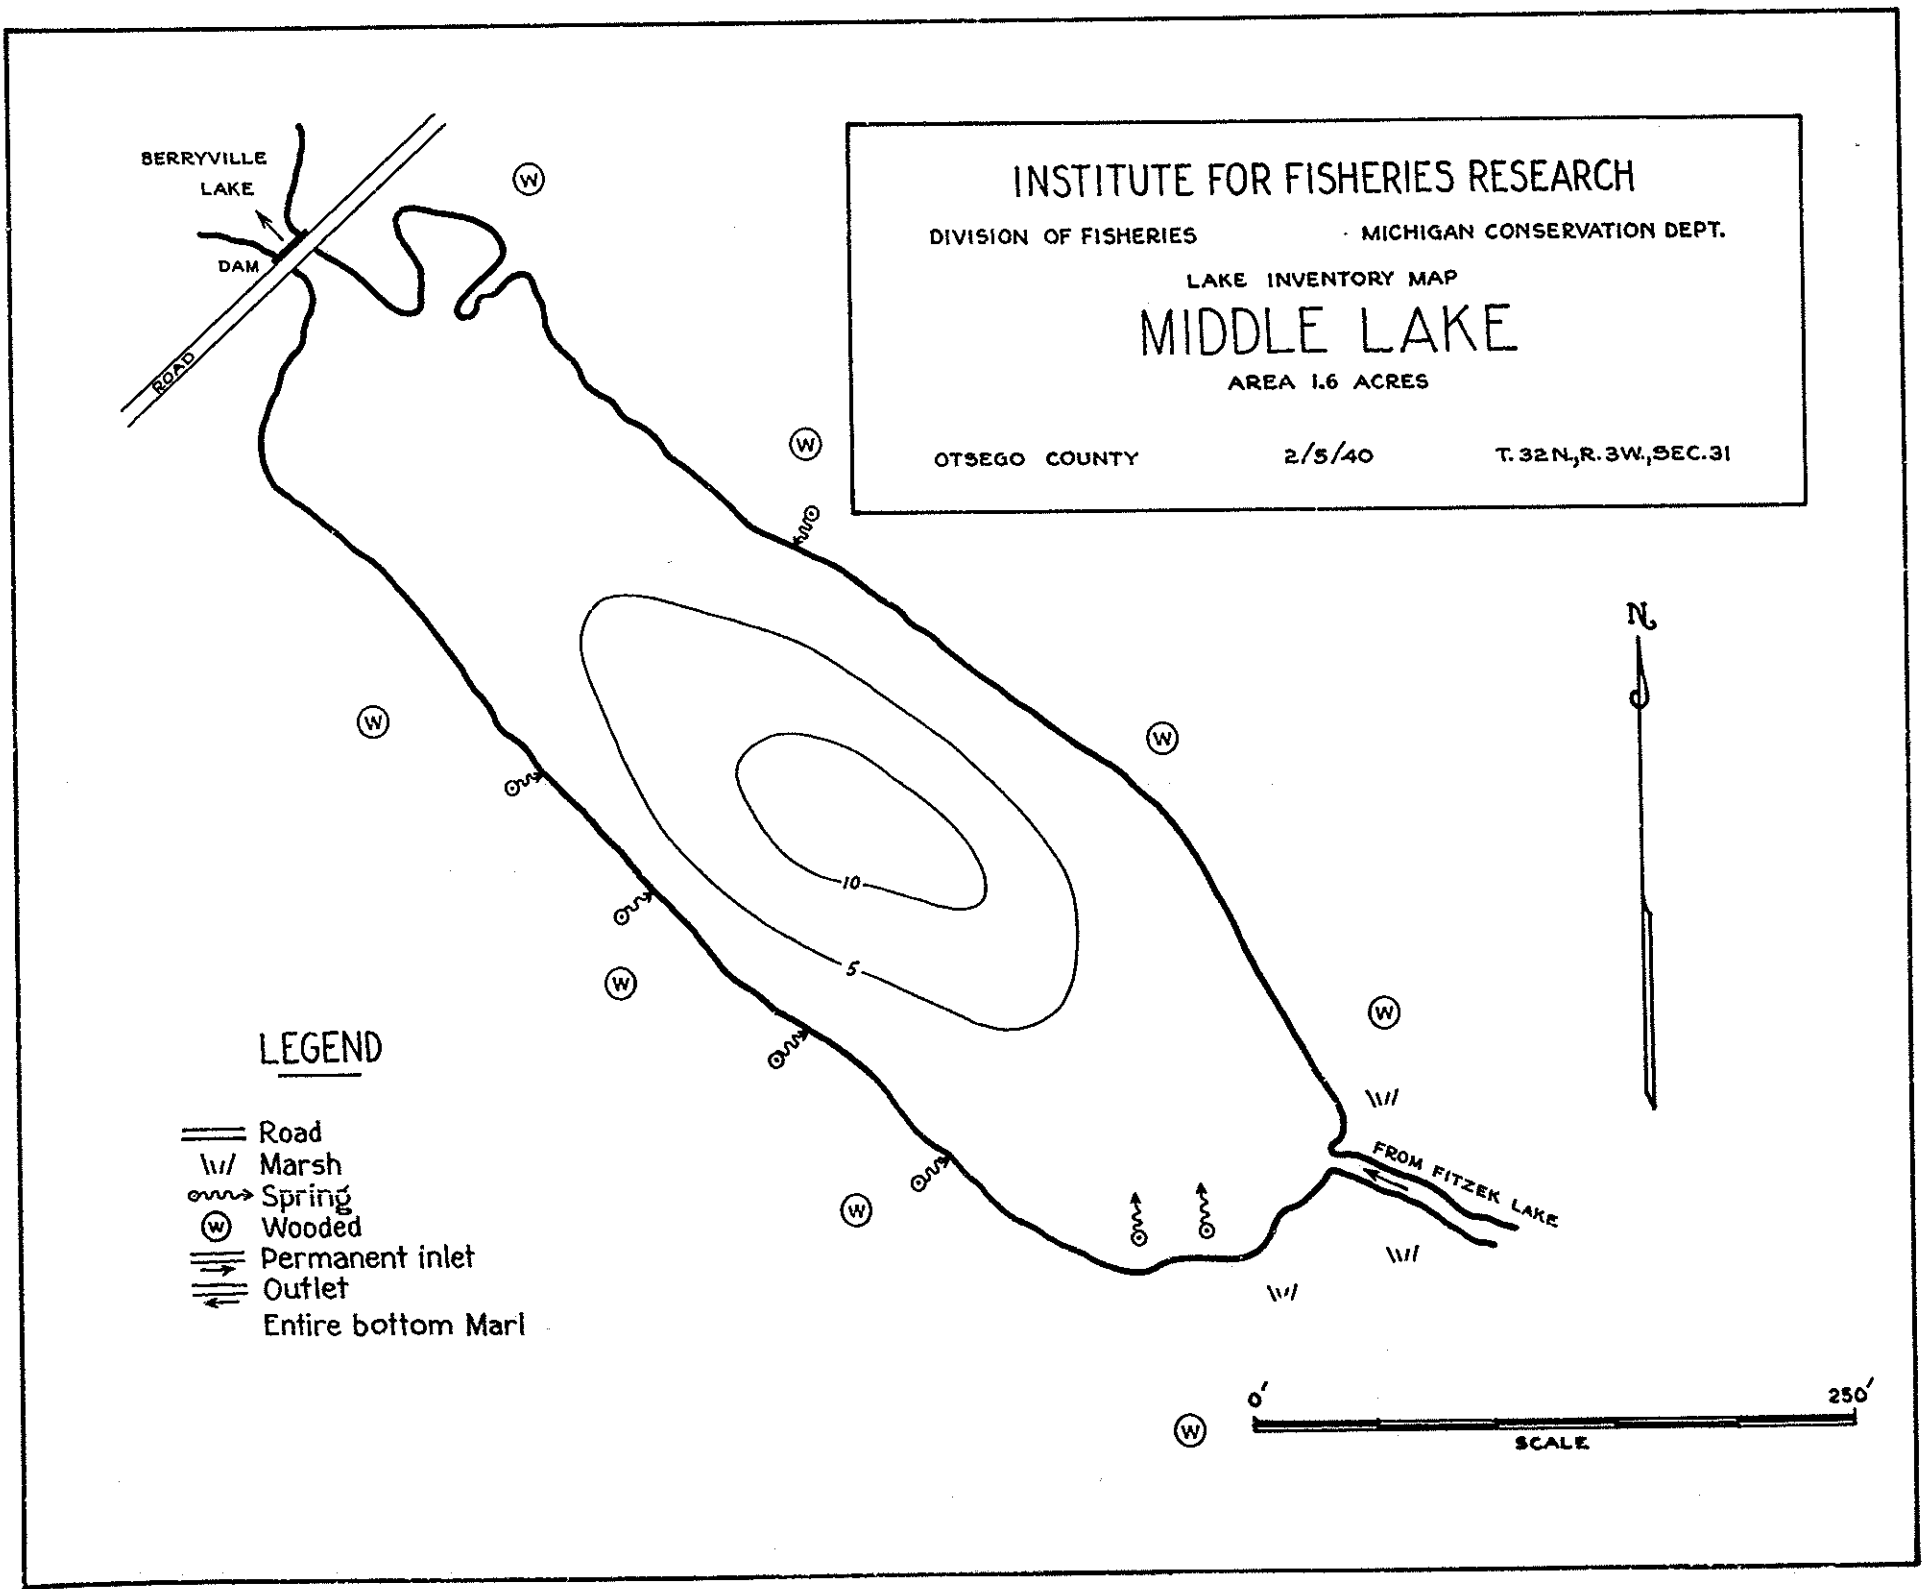 INSTITUTE FOR FISHERIES RESEARCH
DIVISION OF FISHERIES MICHIGAN CONSERVATION DEPT.
LAKE INVENTORY MAP
MIDDLE LAKE
AREA 1.6 ACRES
OTSEGO COUNTY 2/5/40 T. 32 N., R. 3 W., SEC. 31
BERRYVILLE
LAKE
DAM
ROAD
W
W
W
W
W
W
W
W
N
10
5
FROM FITZEK LAKE
LEGEND
Road
Marsh
Spring
W Wooded
Permanent inlet
Outlet
Entire bottom Marl
0' 250'
SCALE